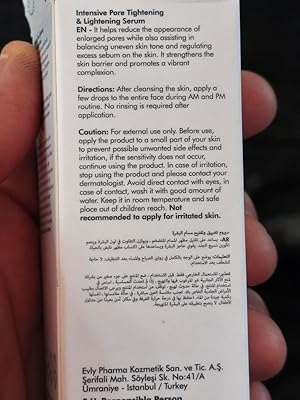 Intensive Pore Tightening
& Lightening Serum
EN - It helps reduce the appearance of
enlarged pores while also assisting in
balancing uneven skin tone and regulating
excess sebum on the skin. It strengthens the
skin barrier and promotes a vibrant
complexion.
Directions: After cleansing the skin, apply a
few drops to the entire face during AM and PM
routine. No rinsing is required after
application.
Caution: For external use only. Before use,
apply the product to a small part of your skin
to prevent possible unwanted side effects and
irritation, if the sensitivity does not occur,
continue using the product. In case of irritation,
stop using the product and please contact your
dermatologist. Avoid direct contact with eyes, in
case of contact, wash it with good amount of
water. Keep it in room temperature and safe
place out of children reach. Not
recommended to apply for irritated skin.
سيروم لتضييق وتفتيح مسام البشرة
Evly Pharma Kozmetik San. ve Tic. A.Ş.
Şerifali Mah. Söyleşi Sk. No:41/A
Umraniye - Istanbul / Turkey
Responsible Person